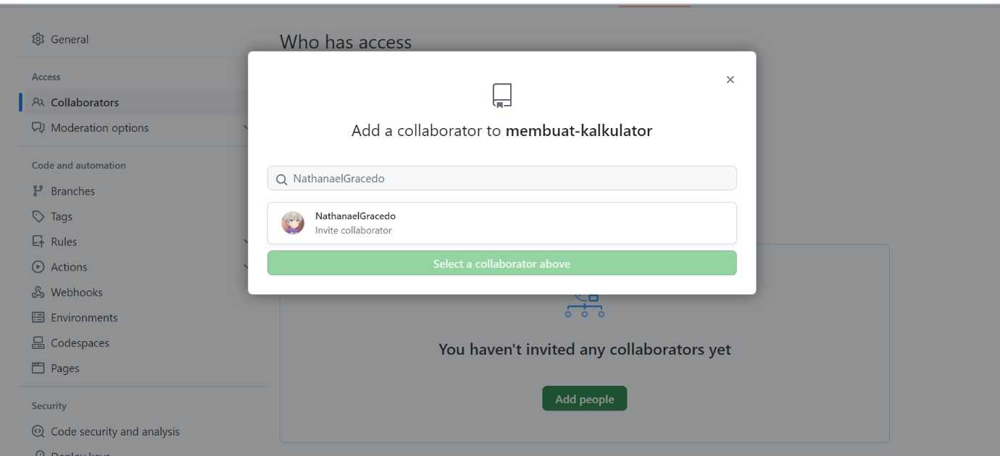 General
Access
Collaborators
Moderation options
Code and automation
Branches
Tags
Rules
Actions
Webhooks
Environments
Codespaces
Pages
Security
Code security and analysis
Deploy keys
Who has access
Add a collaborator to membuat-kalkulator
NathanaelGracedo
NathanaelGracedo
Invite collaborator
Select a collaborator above
You haven't invited any collaborators yet
Add people